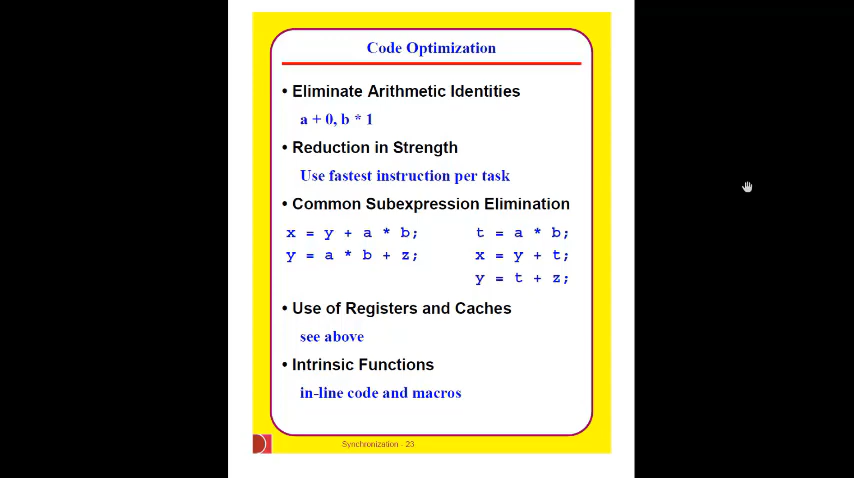 Code Optimization
• Eliminate Arithmetic Identities
a + 0, b * 1
• Reduction in Strength
Use fastest instruction per task
• Common Subexpression Elimination
x = y + a * b; t = a * b;
y = a * b + z; x = y + t;
y = t + z;
• Use of Registers and Caches
see above
• Intrinsic Functions
in-line code and macros
Synchronization - 23